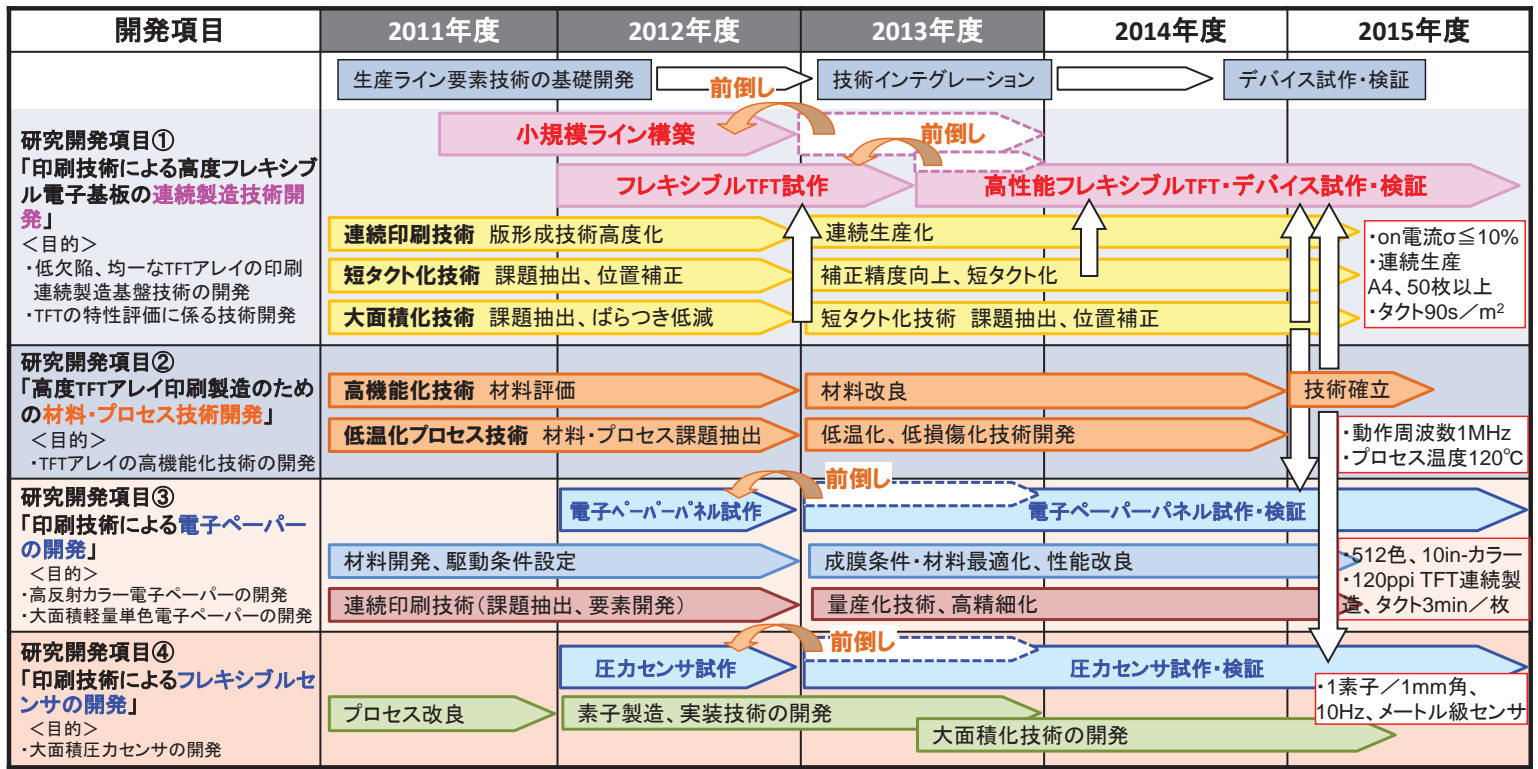 開発項目
2011年度
2012年度
2013年度
2014年度
2015年度
生産ライン要素技術の基礎開発
前倒し
技術インテグレーション
デバイス試作・検証
研究開発項目①
「印刷技術による高度フレキシブ
ル電子基板の連続製造技術開
発」
＜目的＞
・低欠陥、均一なTFTアレイの印刷
連続製造基盤技術の開発
・TFTの特性評価に係る技術開発
小規模ライン構築
前倒し
フレキシブルTFT試作
高性能フレキシブルTFT・デバイス試作・検証
連続印刷技術 版形成技術高度化
連続生産化
短タクト化技術 課題抽出、位置補正
補正精度向上、短タクト化
大面積化技術 課題抽出、ばらつき低減
短タクト化技術 課題抽出、位置補正
・on電流σ≦10%
・連続生産
A4、50枚以上
・タクト90s／m2
研究開発項目②
「高度TFTアレイ印刷製造のため
の材料・プロセス技術開発」
＜目的＞
・TFTアレイの高機能化技術の開発
高機能化技術 材料評価
材料改良
技術確立
低温化プロセス技術 材料・プロセス課題抽出
低温化、低損傷化技術開発
・動作周波数1MHz
・プロセス温度120℃
研究開発項目③
「印刷技術による電子ペーパー
の開発」
＜目的＞
・高反射カラー電子ペーパーの開発
・大面積軽量単色電子ペーパーの開発
前倒し
電子ペーパーパネル試作
電子ペーパーパネル試作・検証
材料開発、駆動条件設定
成膜条件・材料最適化、性能改良
連続印刷技術（課題抽出、要素開発）
量産化技術、高精細化
・512色、10in-カラー
・120ppi TFT連続製
造、タクト3min／枚
研究開発項目④
「印刷技術によるフレキシブルセ
ンサの開発」
＜目的＞
・大面積圧力センサの開発
前倒し
圧力センサ試作
圧力センサ試作・検証
プロセス改良
素子製造、実装技術の開発
大面積化技術の開発
・1素子／1mm角、
10Hz、メートル級センサ